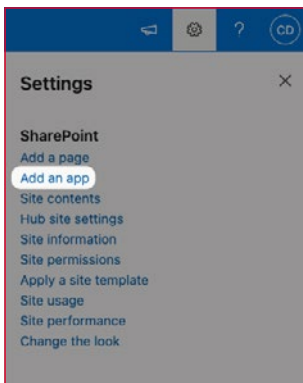 ?
CD
Settings
SharePoint
Add a page
Add an app
Site contents
Hub site settings
Site information
Site permissions
Apply a site template
Site usage
Site performance
Change the look